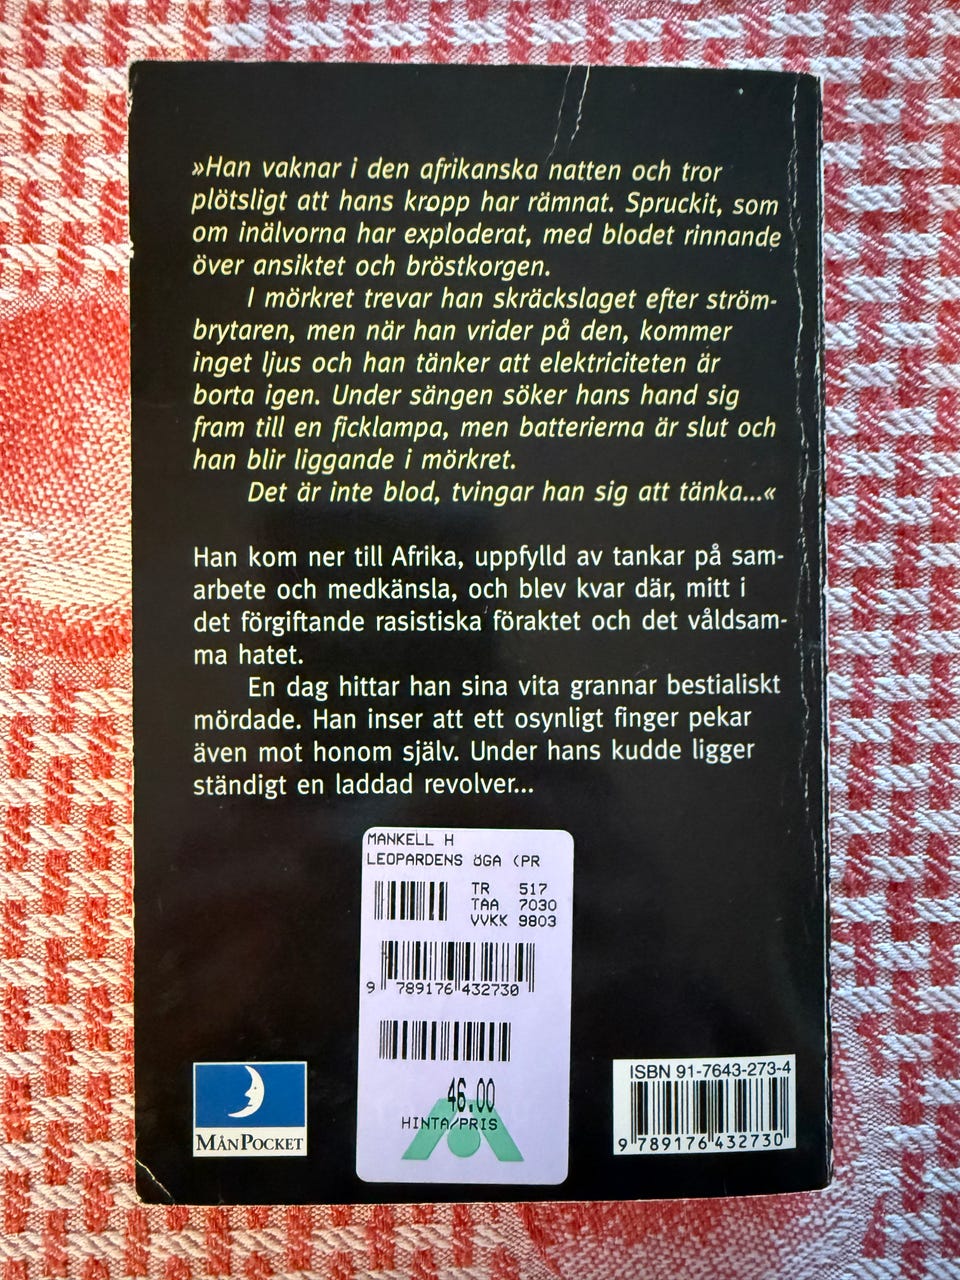 »Han vaknar i den afrikanska natten och tror
plötsligt att hans kropp har rämnat. Spruckit, som
om inälvorna har exploderat, med blodet rinnande
över ansiktet och bröstkorgen.
I mörkret trevar han skräckslaget efter ström-
brytaren, men när han vrider på den, kommer
inget ljus och han tänker att elektriciteten är
borta igen. Under sängen söker hans hand sig
fram till en ficklampa, men batterierna är slut och
han blir liggande i mörkret.
Det är inte blod, tvingar han sig att tänka...«
Han kom ner till Afrika, uppfylld av tankar på sam-
arbete och medkänsla, och blev kvar där, mitt i
det förgiftande rasistiska föraktet och det våldsam-
ma hatet.
En dag hittar han sina vita grannar bestialiskt
mördade. Han inser att ett osynligt finger pekar
även mot honom själv. Under hans kudde ligger
ständigt en laddad revolver...
MANKELL H
LEOPARDENS ÖGA (PR
TR 517
TAA 7030
VVKK 9803
9 789176 432730
46.00
HINTA/PRIS
MÅNPOCKET
ISBN 91-7643-273-4
9 789176 432730